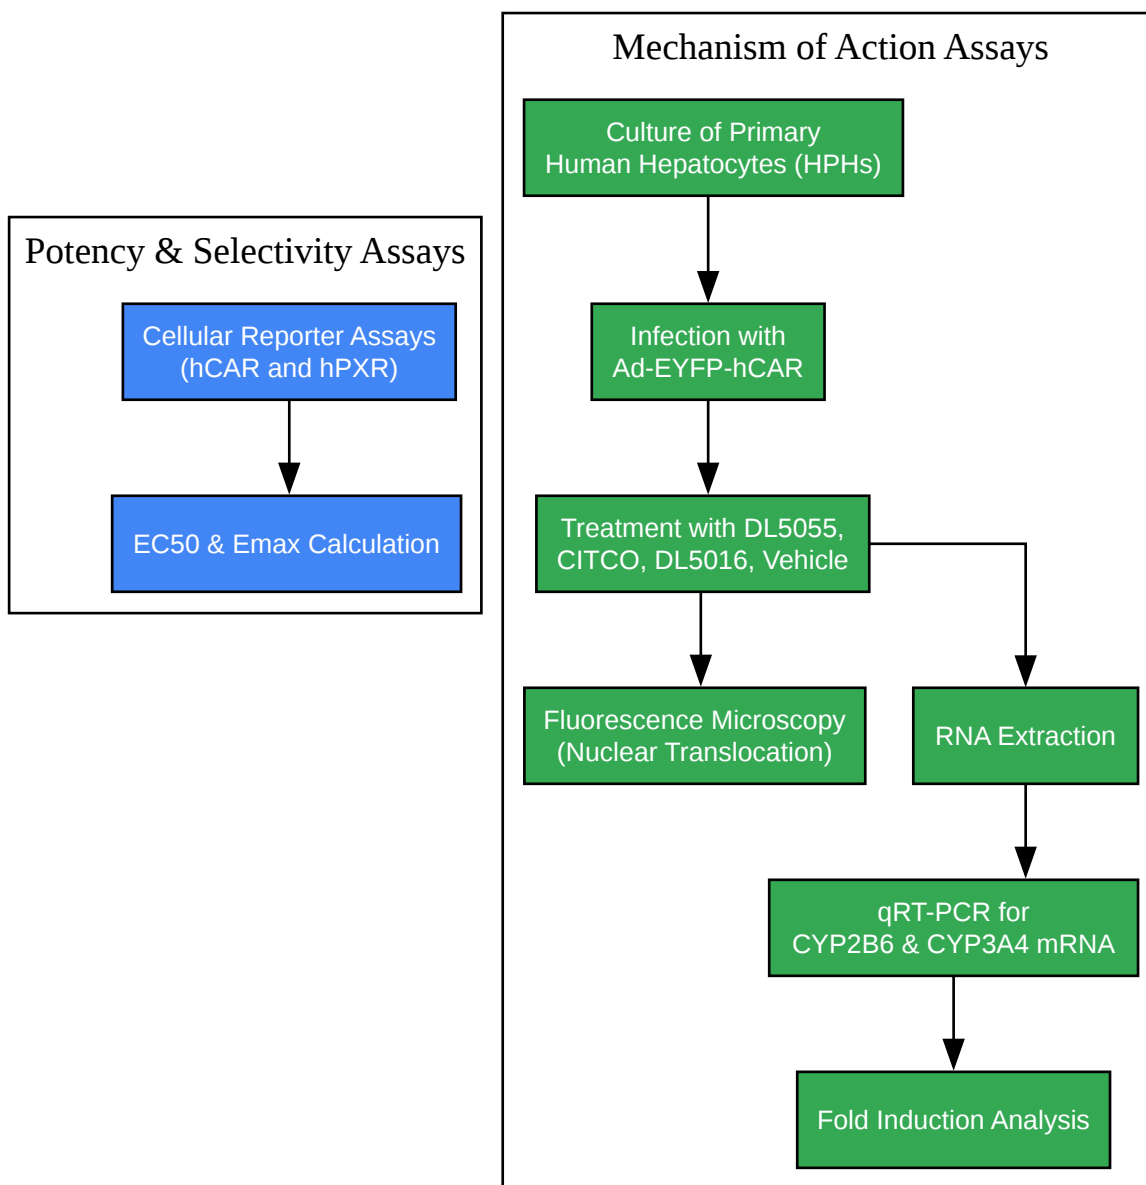 Potency & Selectivity Assays
Cellular Reporter Assays
(hCAR and hPXR)
EC50 & Emax Calculation
Mechanism of Action Assays
Culture of Primary
Human Hepatocytes (HPHs)
Infection with
Ad-EYFP-hCAR
Treatment with DL5055,
CITCO, DL5016, Vehicle
Fluorescence Microscopy
(Nuclear Translocation)
RNA Extraction
qRT-PCR for
CYP2B6 & CYP3A4 mRNA
Fold Induction Analysis